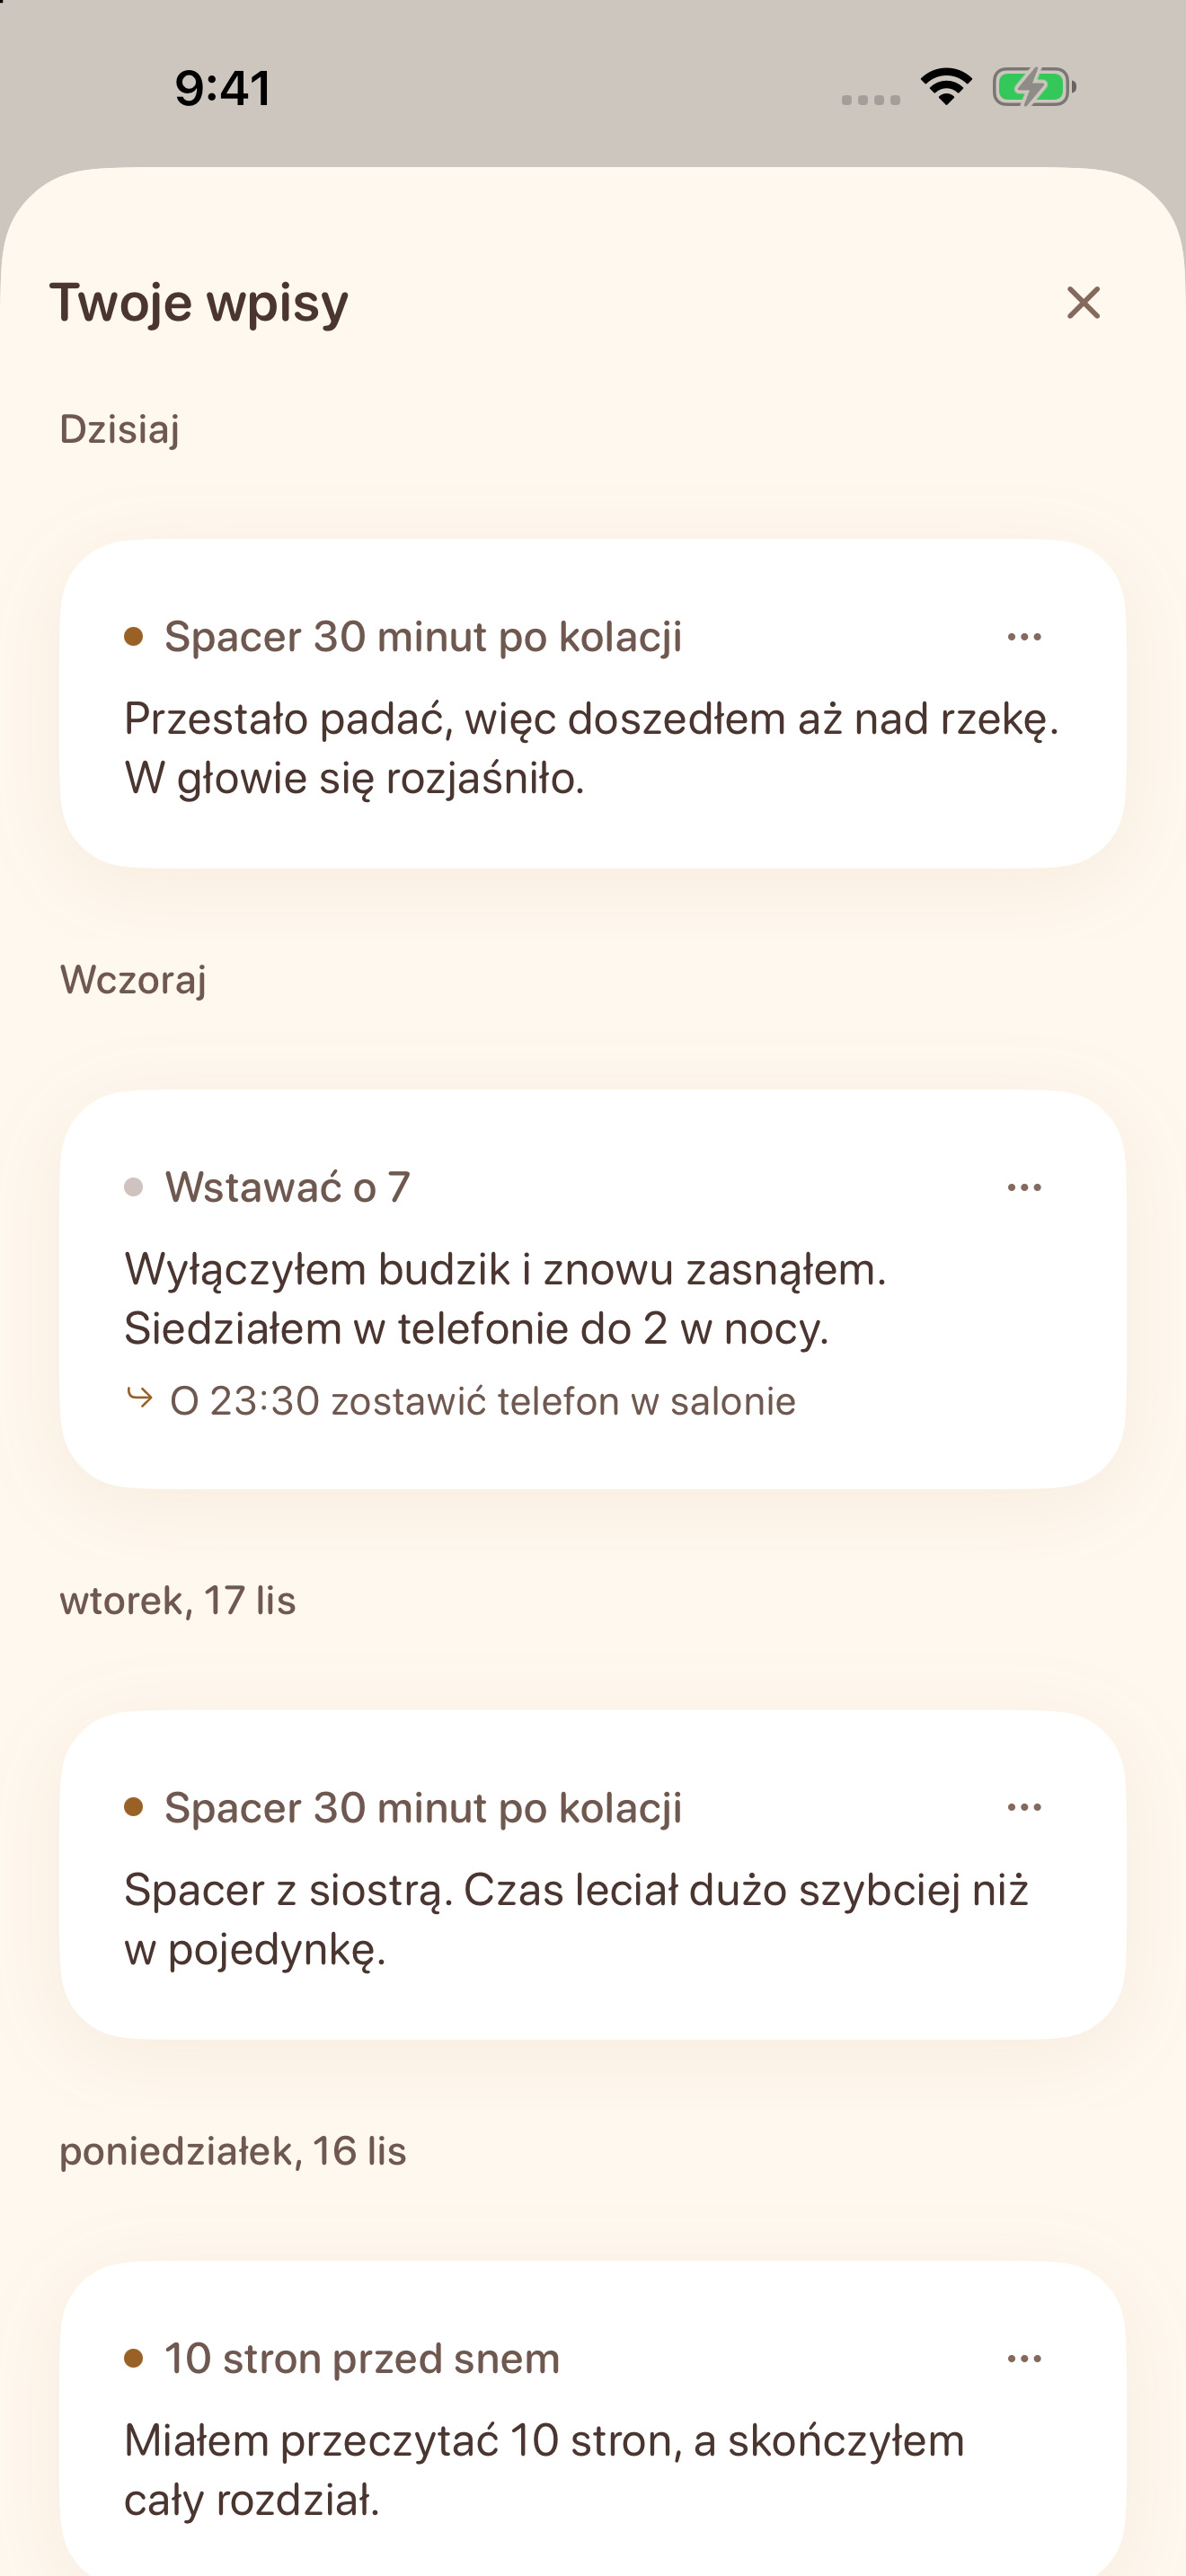 9:41
Twoje wpisy
Dzisiaj
Spacer 30 minut po kolacji
Przestało padać, więc doszedłem aż nad rzekę.
W głowie się rozjaśniło.
Wczoraj
Wstawać o 7
Wyłączyłem budzik i znowu zasnąłem.
Siedziałem w telefonie do 2 w nocy.
O 23:30 zostawić telefon w salonie
wtorek, 17 lis
Spacer 30 minut po kolacji
Spacer z siostrą. Czas leciał dużo szybciej niż
w pojedynkę.
poniedziałek, 16 lis
10 stron przed snem
Miałem przeczytać 10 stron, a skończyłem
cały rozdział.